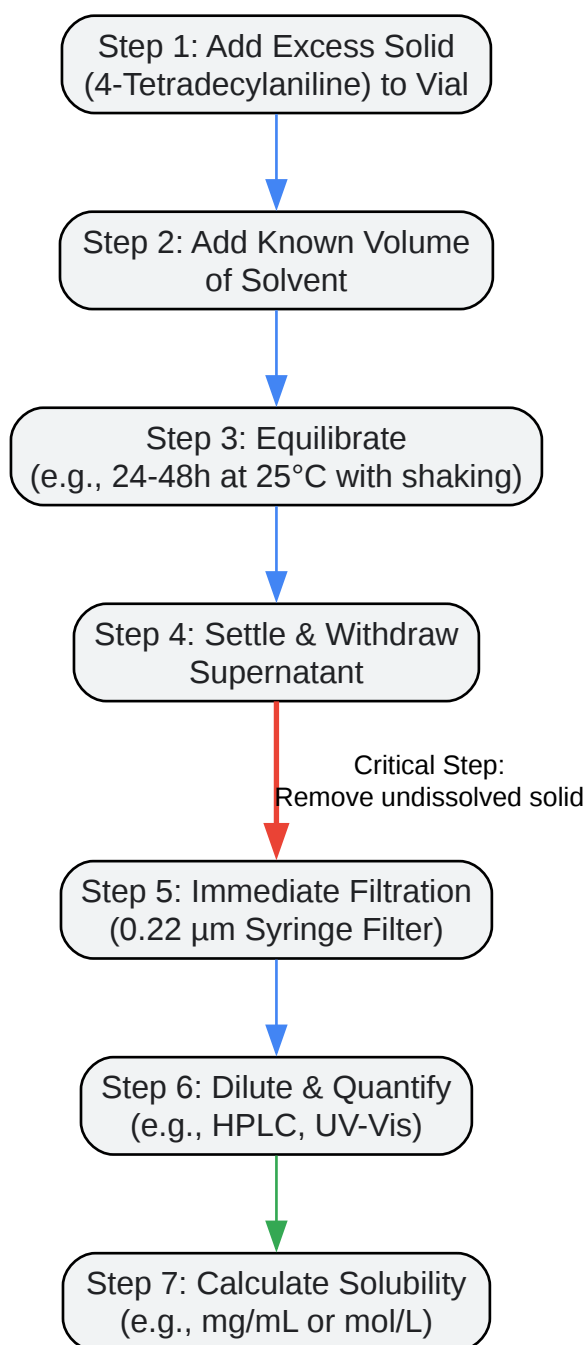 Step 1: Add Excess Solid
(4-Tetradecylaniline) to Vial
Step 2: Add Known Volume
of Solvent
Step 3: Equilibrate
(e.g., 24-48h at 25°C with shaking)
Step 4: Settle & Withdraw
Supernatant
Critical Step:
Remove undissolved solid
Step 5: Immediate Filtration
(0.22 µm Syringe Filter)
Step 6: Dilute & Quantify
(e.g., HPLC, UV-Vis)
Step 7: Calculate Solubility
(e.g., mg/mL or mol/L)